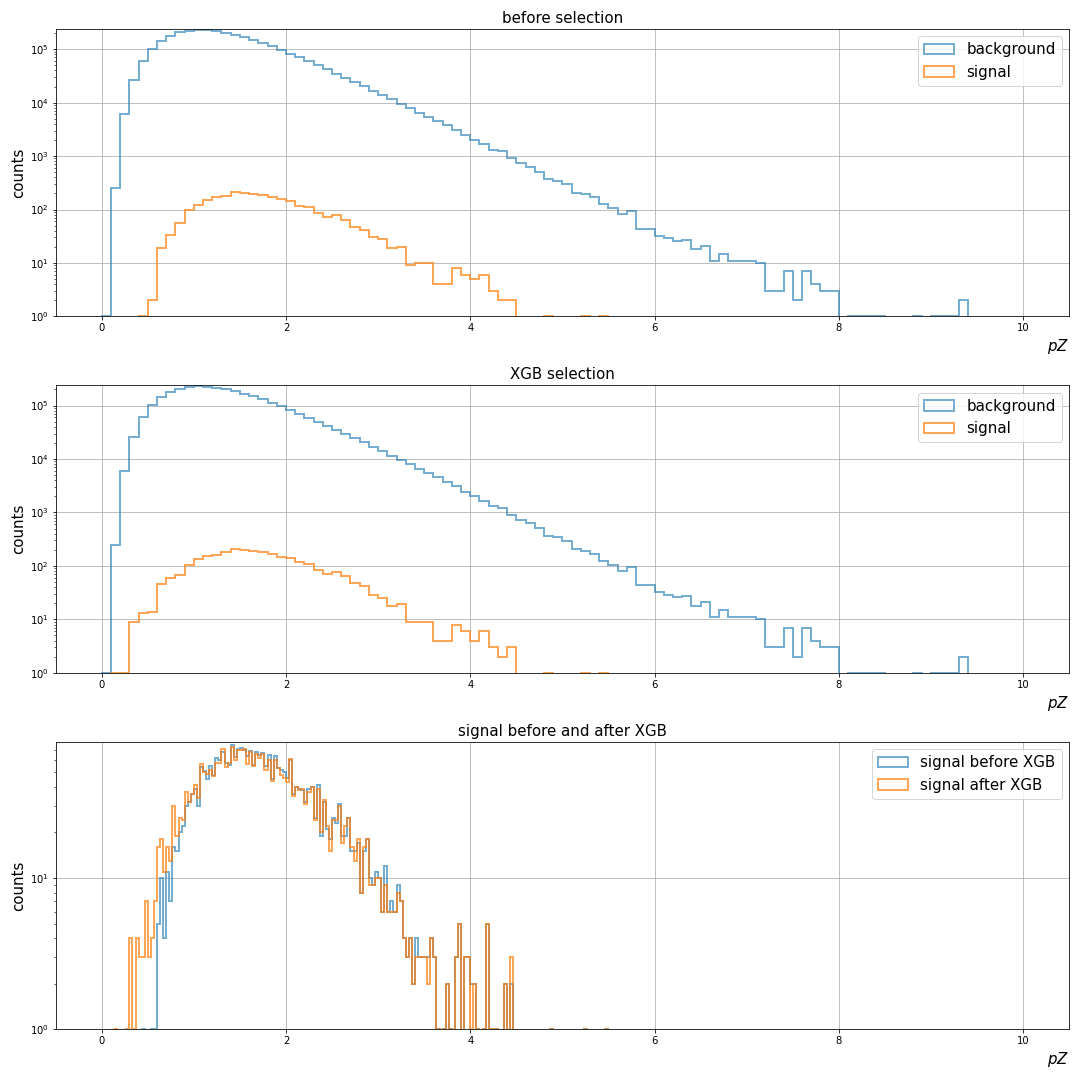 before selection
background
signal
counts
10⁵
10⁴
10³
10²
10¹
10⁰
0 2 4 6 8 10
pZ
XGB selection
background
signal
counts
10⁵
10⁴
10³
10²
10¹
10⁰
0 2 4 6 8 10
pZ
signal before and after XGB
signal before XGB
signal after XGB
counts
10¹
10⁰
0 2 4 6 8 10
pZ